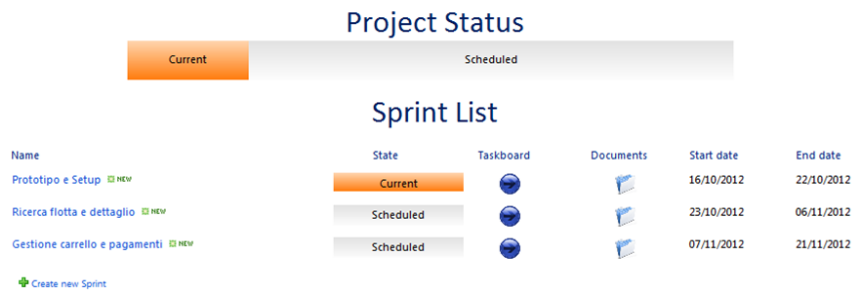 Project Status
Current Scheduled
Sprint List
Name State Taskboard Documents Start date End date
Prototipo e Setup NEW Current 16/10/2012 22/10/2012
Ricerca flotta e dettaglio NEW Scheduled 23/10/2012 06/11/2012
Gestione carrello e pagamenti NEW Scheduled 07/11/2012 21/11/2012
Create new Sprint